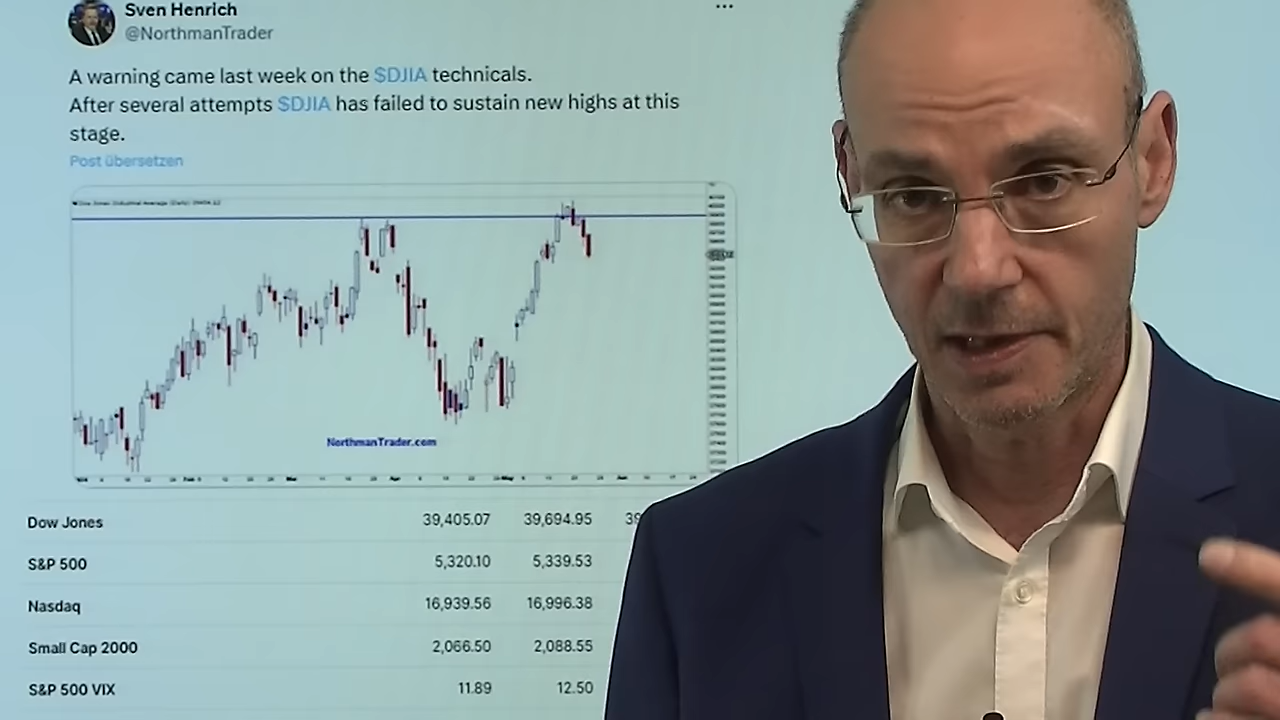 Sven Henrich
@NorthmanTrader
A warning came last week on the $DJIA technicals.
After several attempts $DJIA has failed to sustain new highs at this
stage.
Post übersetzen
NorthmanTrader.com
Dow Jones 39,405.07 39,694.95 39
S&P 500 5,320.10 5,339.53
Nasdaq 16,939.56 16,996.38
Small Cap 2000 2,066.50 2,088.55
S&P 500 VIX 11.89 12.50